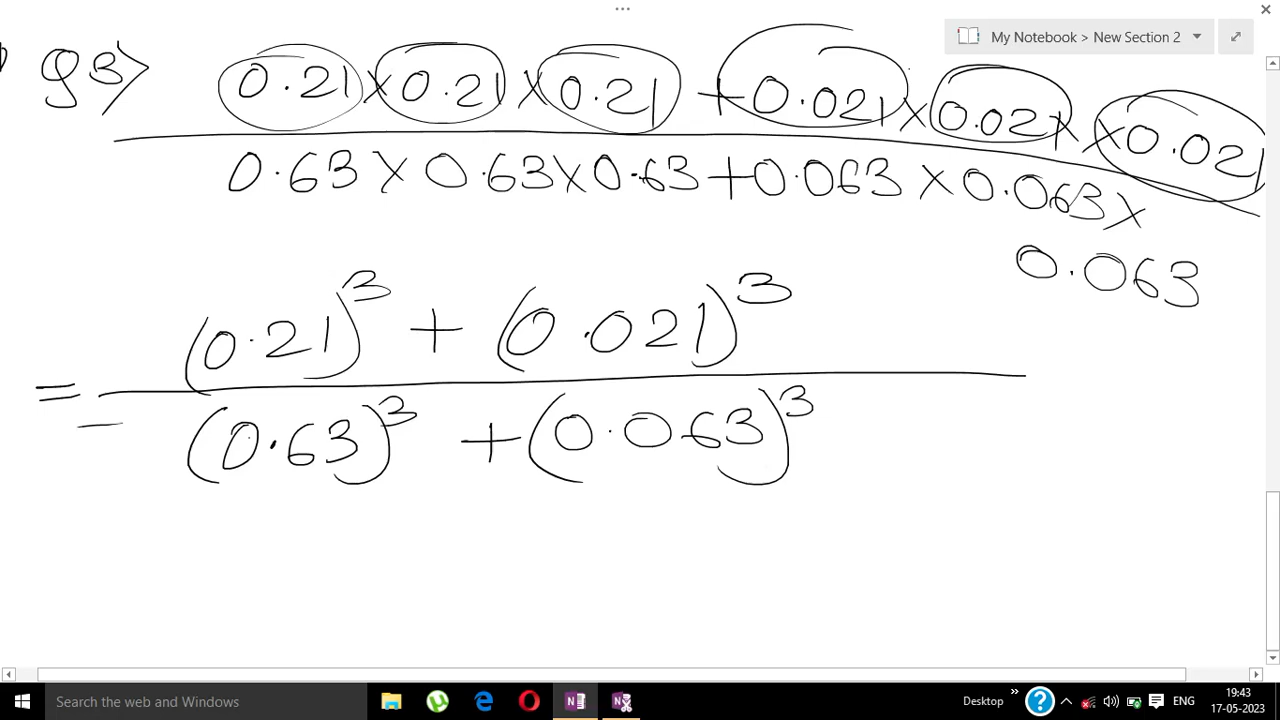 ...
My Notebook > New Section 2
93> 0.21 × 0.21 × 0.21 + 0.021 × 0.021 × 0.021
0.63 × 0.63 × 0.63 + 0.063 × 0.063 ×
0.063
= (0.21)³ + (0.021)³
(0.63)³ + (0.063)³
Search the web and Windows
Desktop
ENG
19:43
17-05-2023